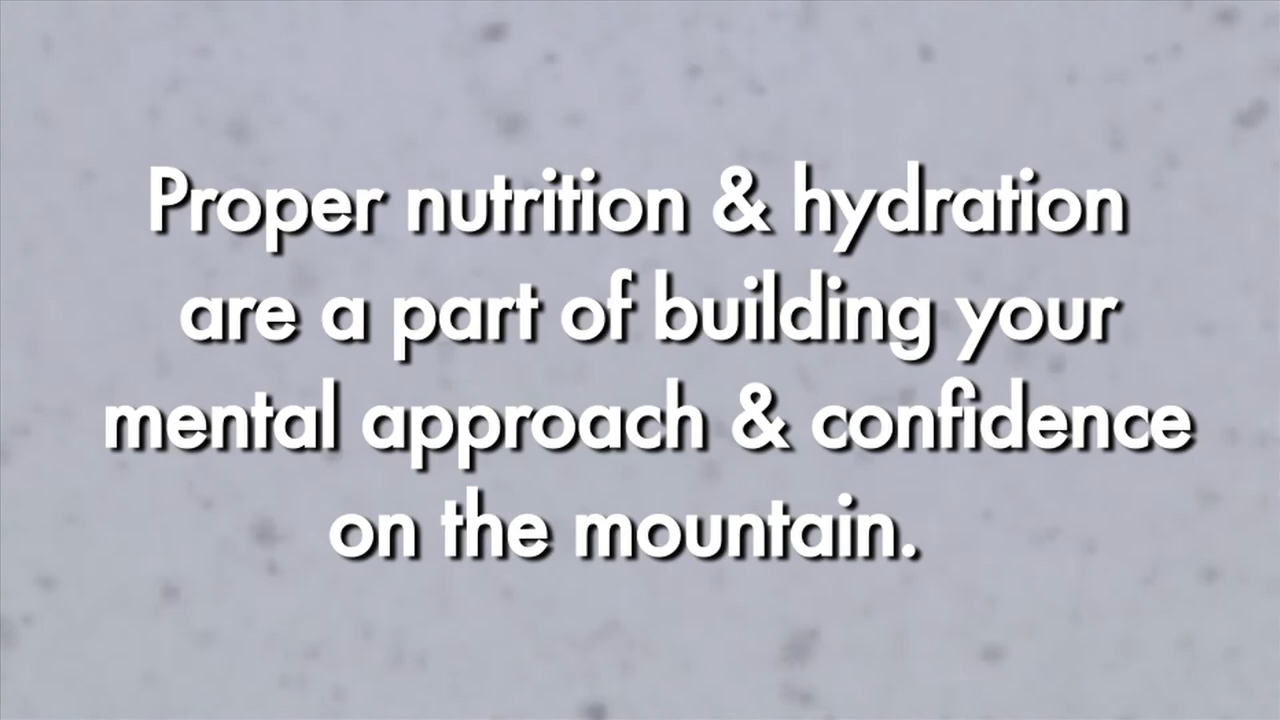 Proper nutrition & hydration
are a part of building your
mental approach & confidence
on the mountain.